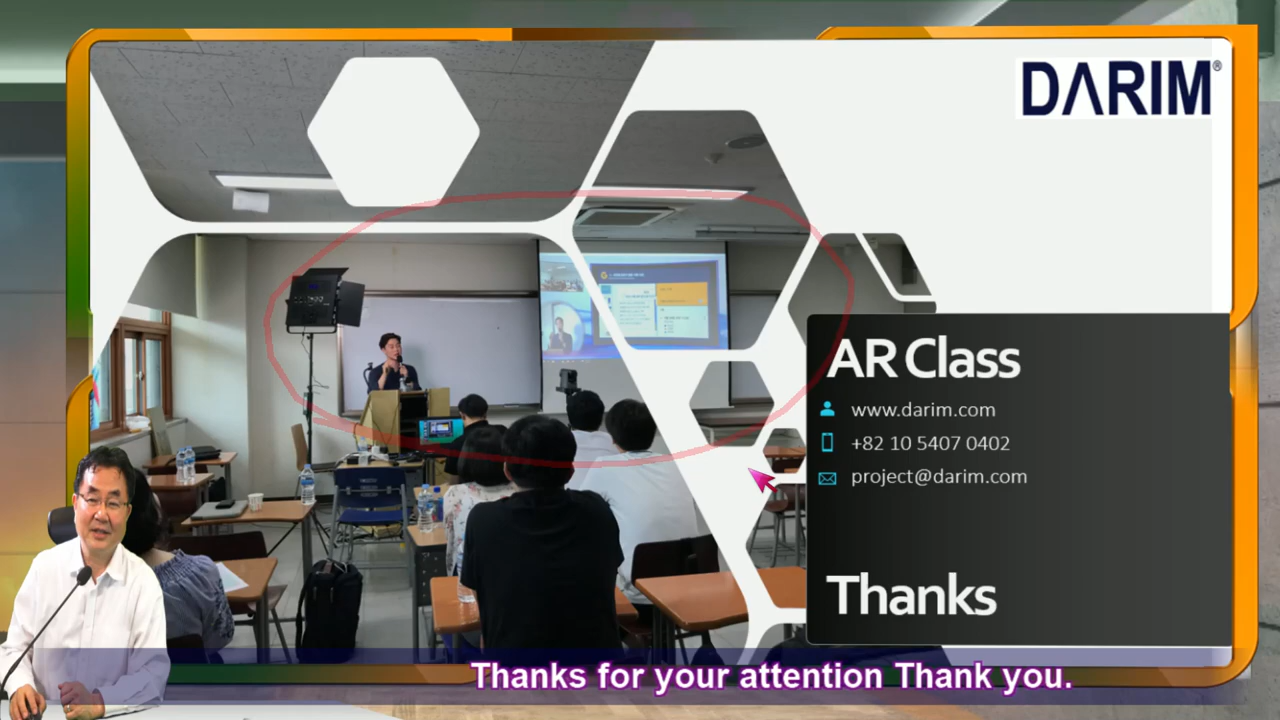 DARIM®
AR Class
www.darim.com
+82 10 5407 0402
project@darim.com
Thanks
Thanks for your attention Thank you.